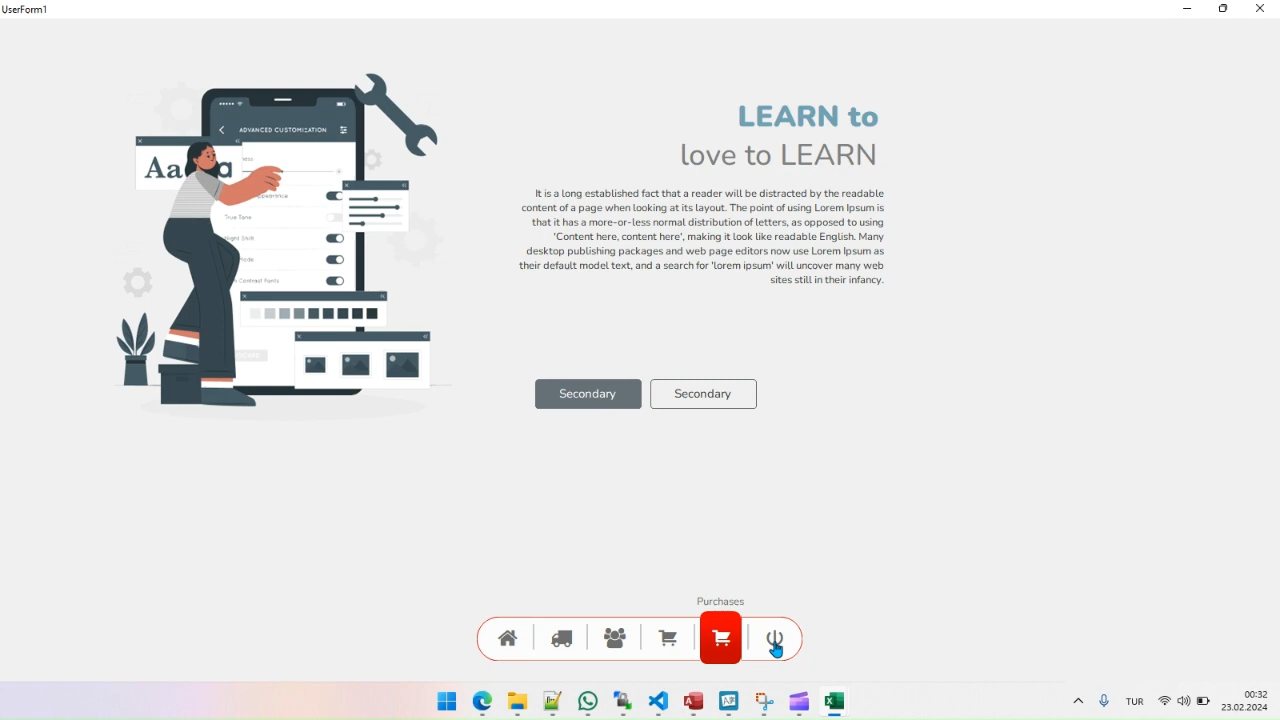 UserForm1
ADVANCED CUSTOMIZATION
Aa
a
True Tone
Night Shift
Contrast Fonts
LEARN to
love to LEARN
It is a long established fact that a reader will be distracted by the readable
content of a page when looking at its layout. The point of using Lorem Ipsum is
that it has a more-or-less normal distribution of letters, as opposed to using
'Content here, content here', making it look like readable English. Many
desktop publishing packages and web page editors now use Lorem Ipsum as
their default model text, and a search for 'lorem ipsum' will uncover many web
sites still in their infancy.
Secondary
Secondary
Purchases
TUR
00:32
23.02.2024